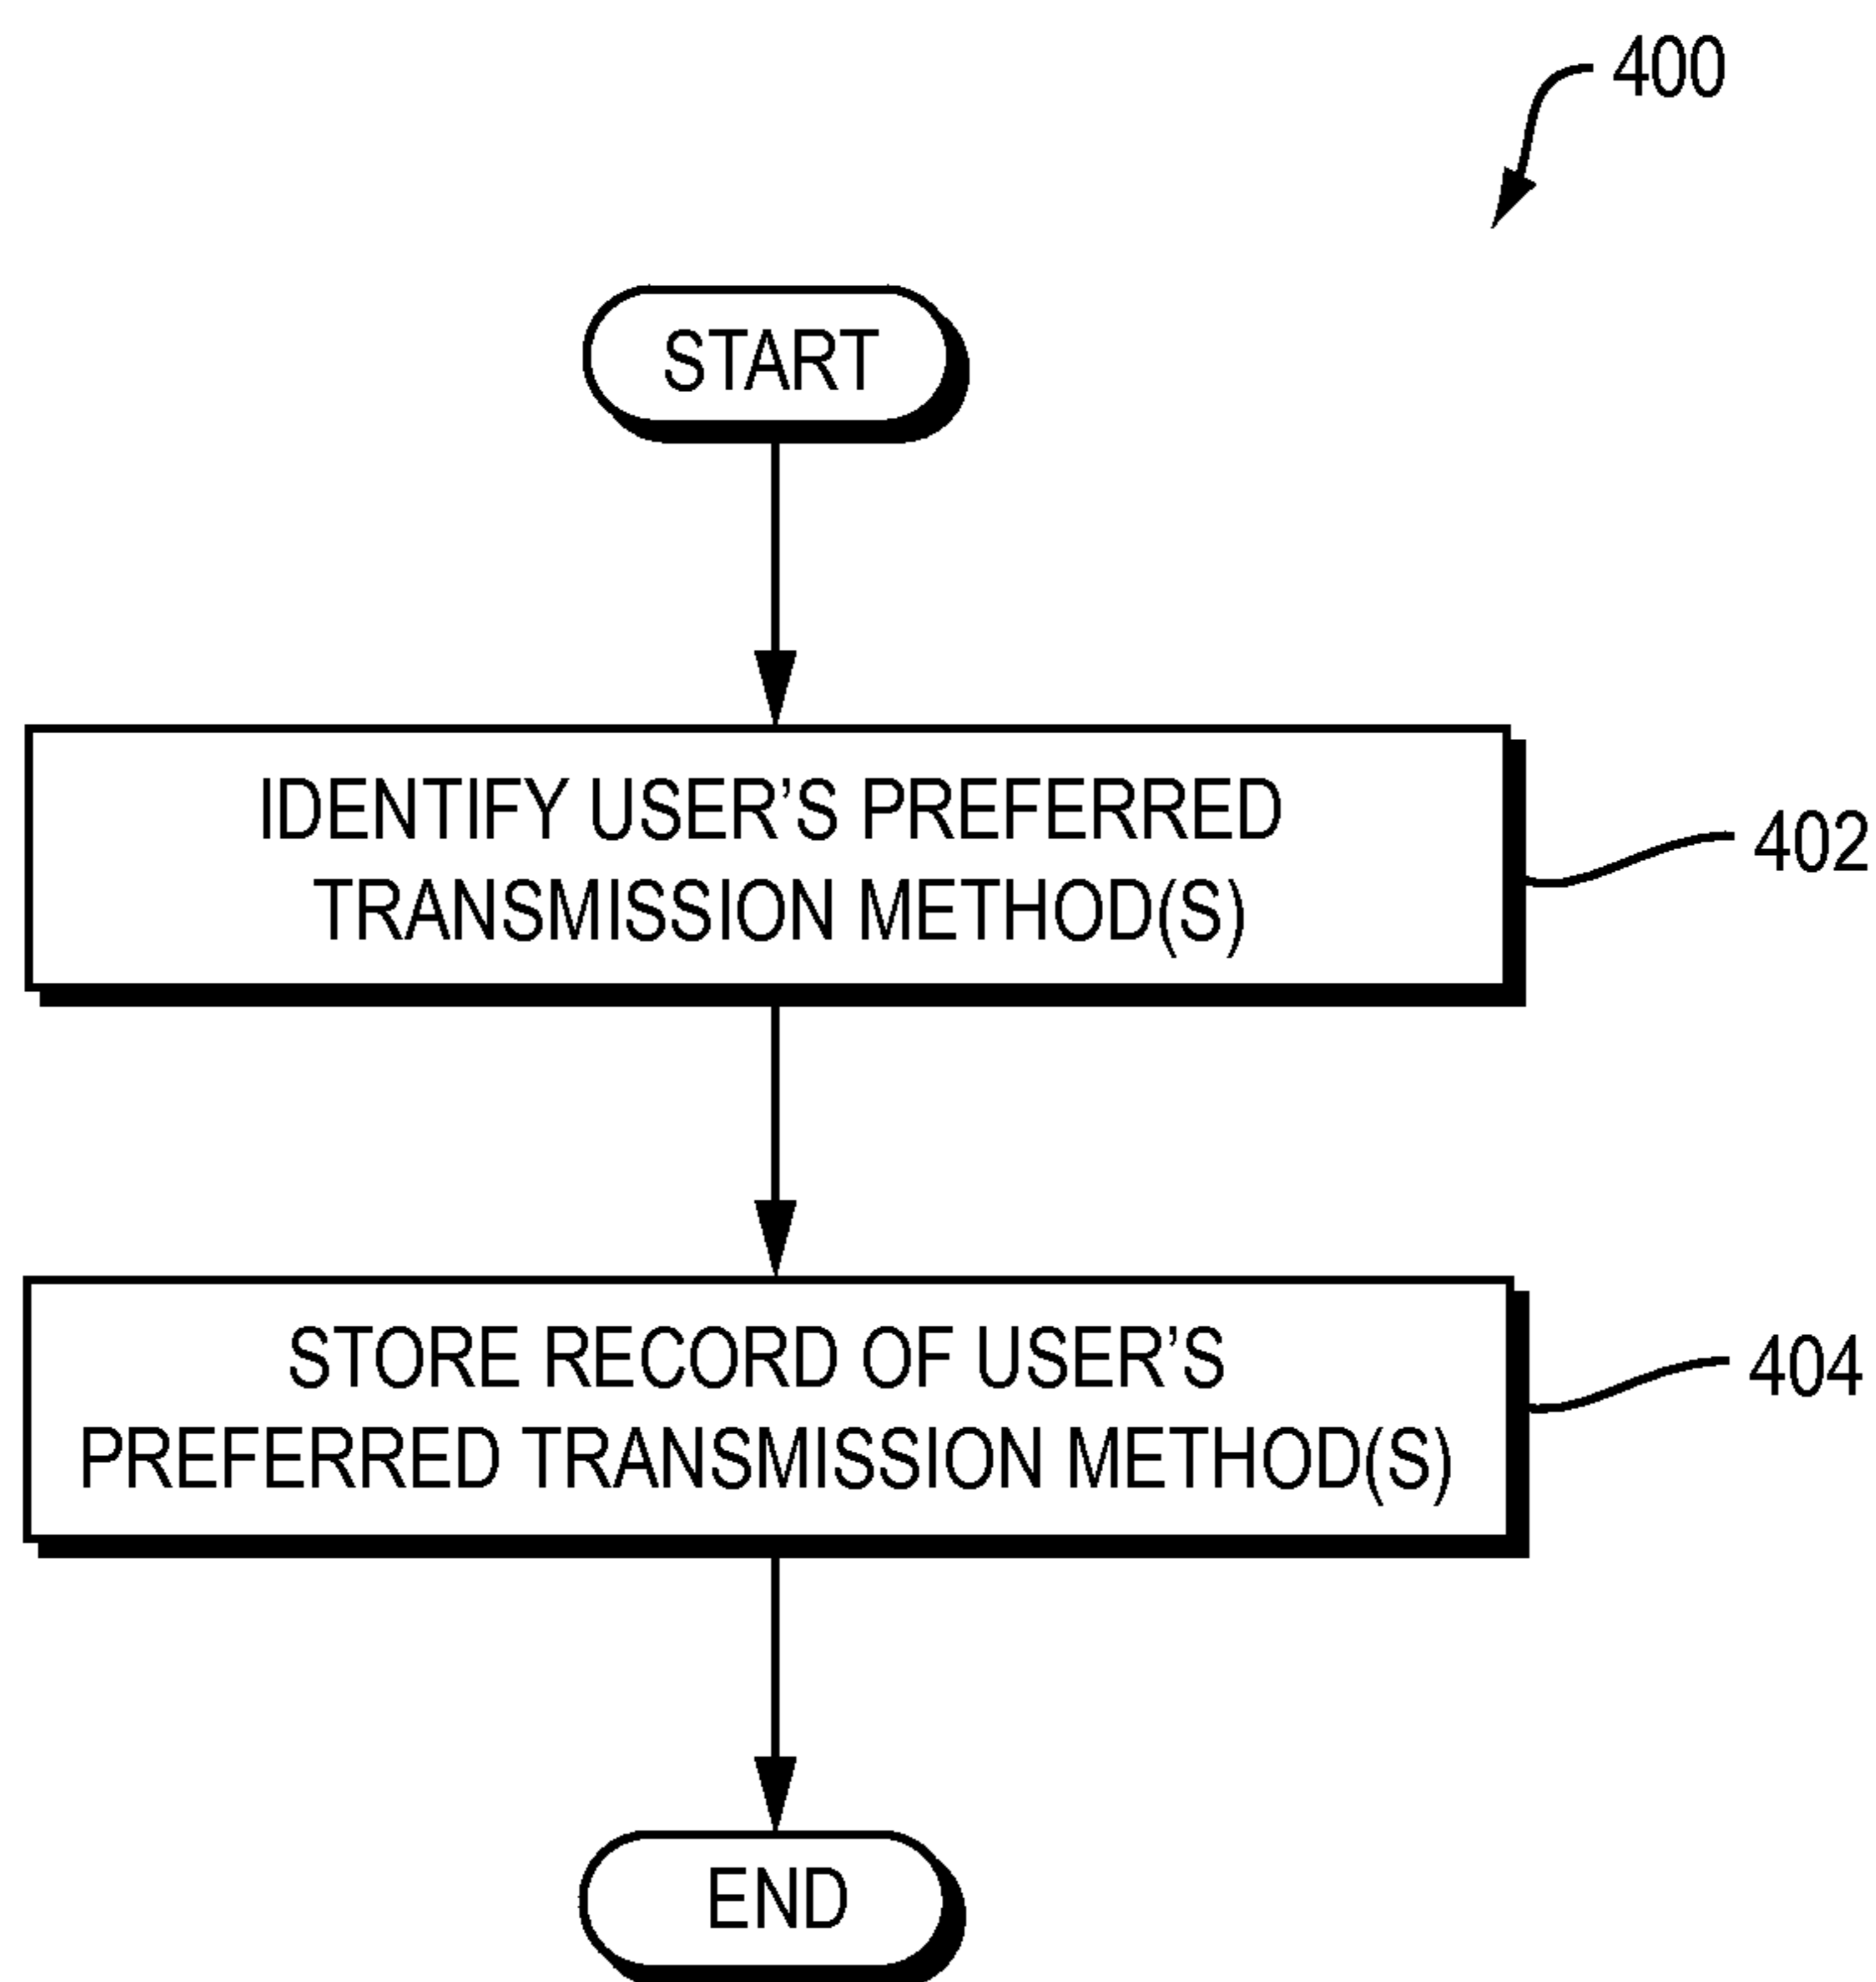 400
START
IDENTIFY USER’S PREFERRED
TRANSMISSION METHOD(S)
402
STORE RECORD OF USER’S
PREFERRED TRANSMISSION METHOD(S)
404
END